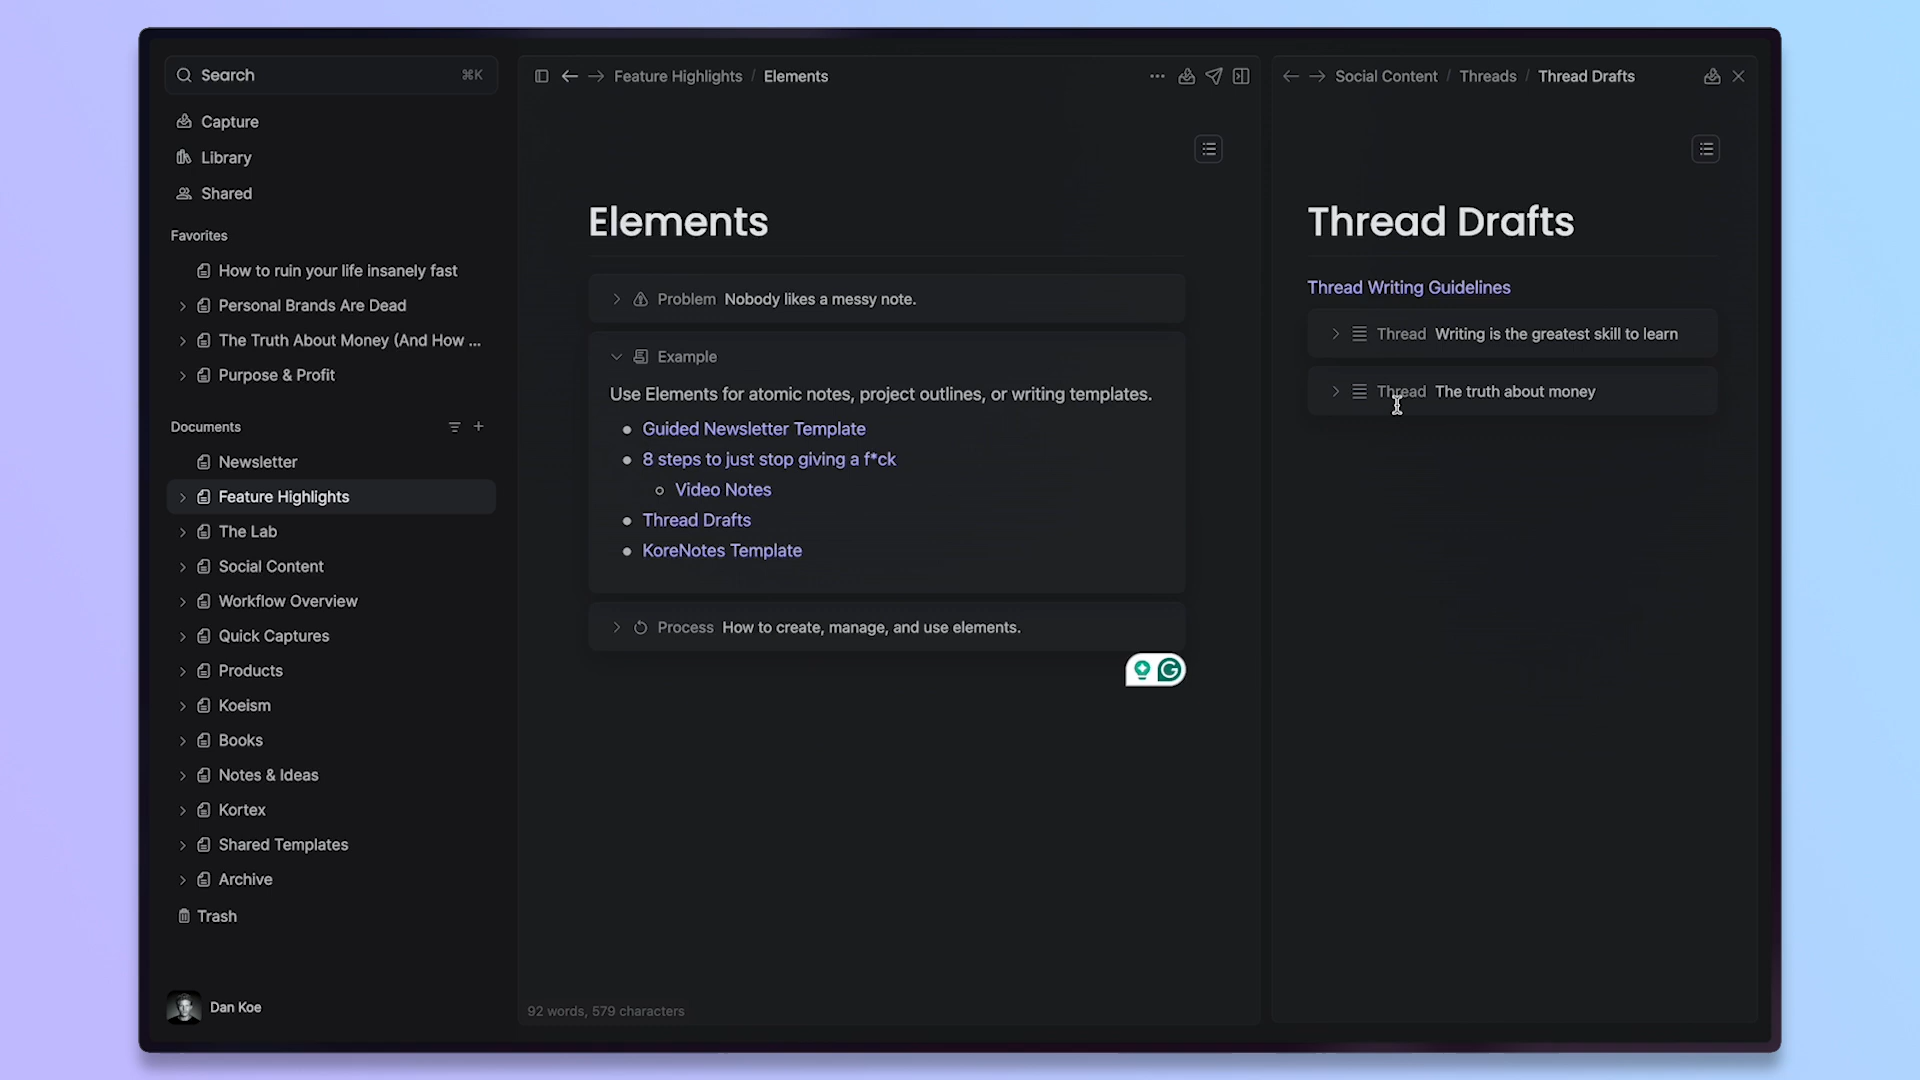 Search ⌘K
Capture
Library
Shared
Favorites
How to ruin your life insanely fast
Personal Brands Are Dead
The Truth About Money (And How ...
Purpose & Profit
Documents
Newsletter
Feature Highlights
The Lab
Social Content
Workflow Overview
Quick Captures
Products
Koeism
Books
Notes & Ideas
Kortex
Shared Templates
Archive
Trash
Dan Koe
Feature Highlights / Elements
Elements
Problem Nobody likes a messy note.
Example
Use Elements for atomic notes, project outlines, or writing templates.
Guided Newsletter Template
8 steps to just stop giving a f*ck
Video Notes
Thread Drafts
KoreNotes Template
Process How to create, manage, and use elements.
92 words, 579 characters
Social Content / Threads / Thread Drafts
Thread Drafts
Thread Writing Guidelines
Thread Writing is the greatest skill to learn
Thread The truth about money